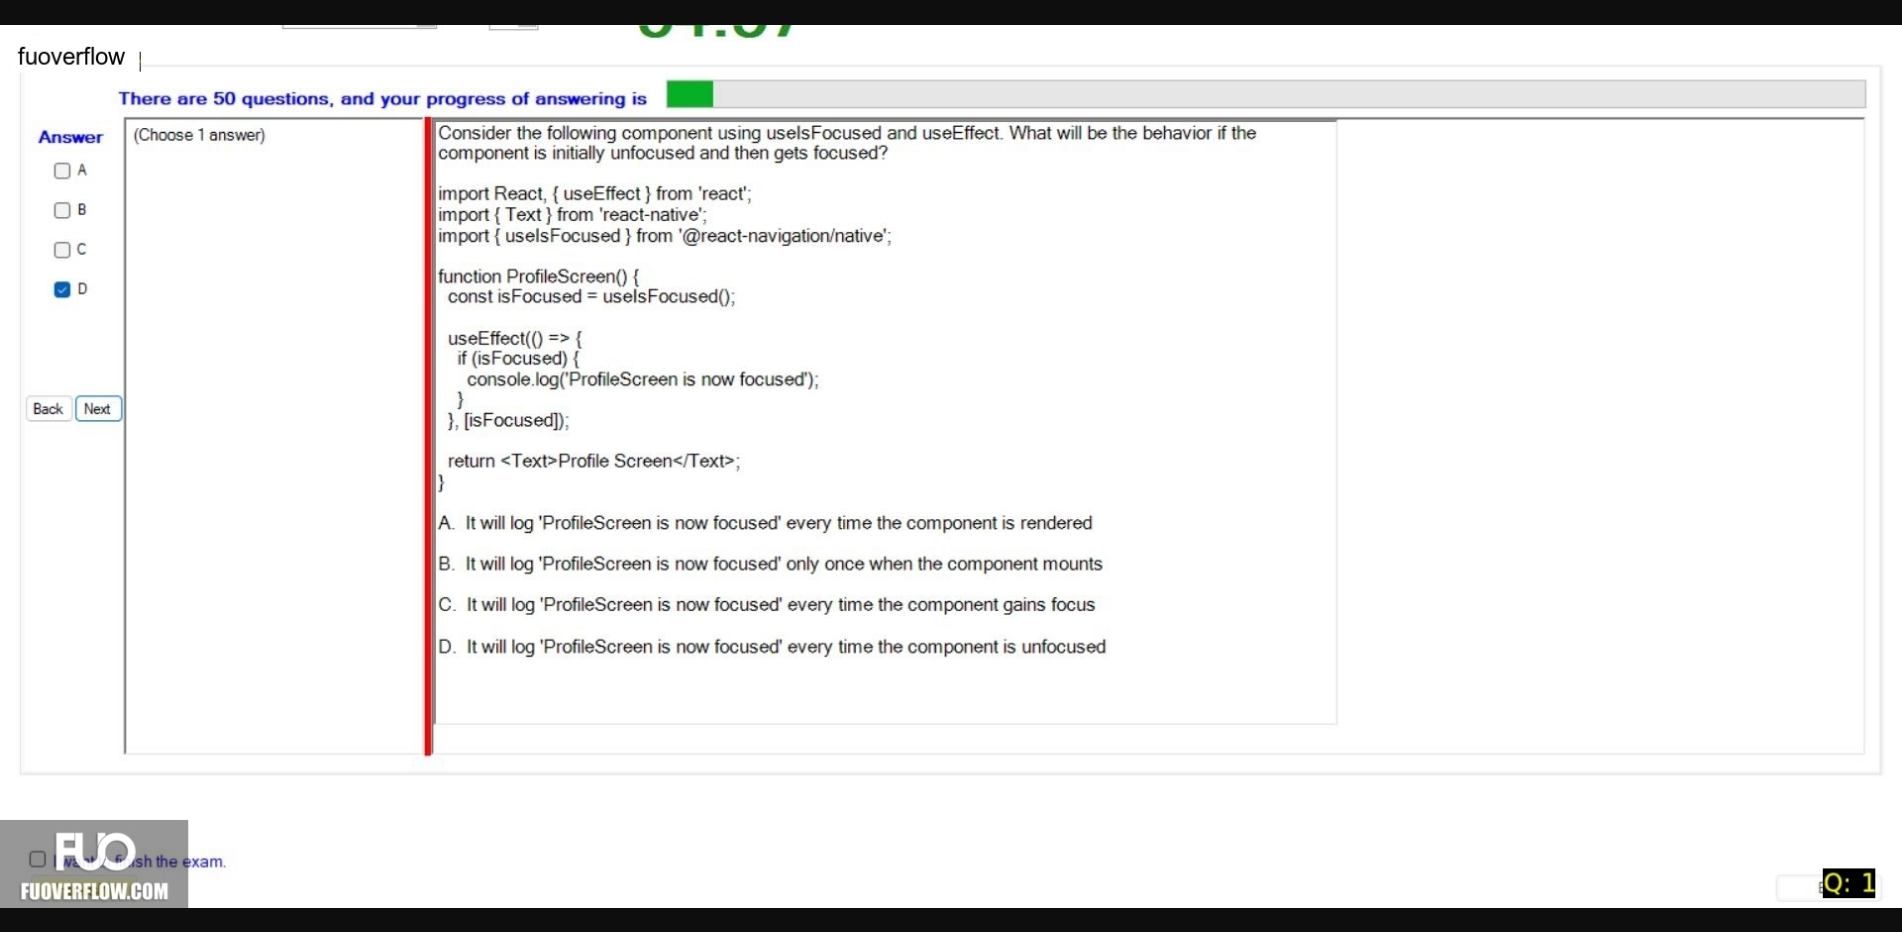 fuoverflow
There are 50 questions, and your progress of answering is
Answer
(Choose 1 answer)
A
B
C
D
Back
Next
Consider the following component using useIsFocused and useEffect. What will be the behavior if the
component is initially unfocused and then gets focused?
import React, { useEffect } from 'react';
import { Text } from 'react-native';
import { useIsFocused } from '@react-navigation/native';
function ProfileScreen() {
const isFocused = useIsFocused();
useEffect(() => {
if (isFocused) {
console.log('ProfileScreen is now focused');
}
}, [isFocused]);
return <Text>Profile Screen</Text>;
}
A. It will log 'ProfileScreen is now focused' every time the component is rendered
B. It will log 'ProfileScreen is now focused' only once when the component mounts
C. It will log 'ProfileScreen is now focused' every time the component gains focus
D. It will log 'ProfileScreen is now focused' every time the component is unfocused
FUO
the exam.
FUOVERFLOW.COM
Q: 1